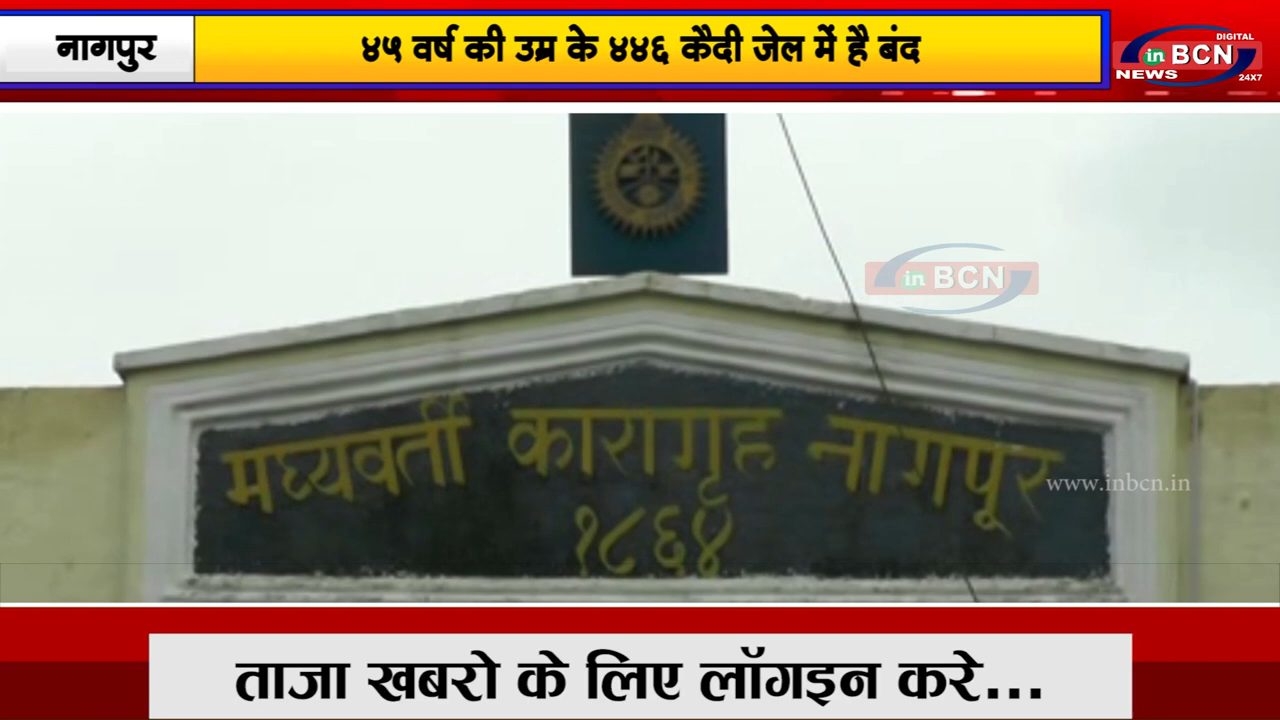 नागपुर
४५ वर्ष की उम्र के ४४६ कैदी जेल में है बंद
DIGITAL
in BCN
NEWS 24X7
in BCN
मध्यवर्ती कारागृह नागपूर
www.inbcn.in
१८६४
ताजा खबरो के लिए लॉगइन करे...